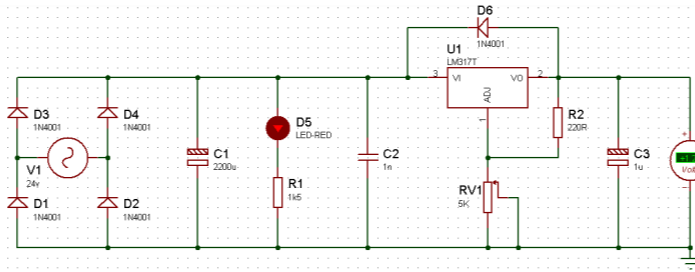 D6
1N4001
U1
LM317T
3
VI
VO
2
ADJ
1
D3
1N4001
D4
1N4001
D5
LED-RED
R2
220R
V1
24v
C1
2200u
C2
1n
C3
1u
R1
1k5
RV1
5K
D1
1N4001
D2
1N4001
+
Volt